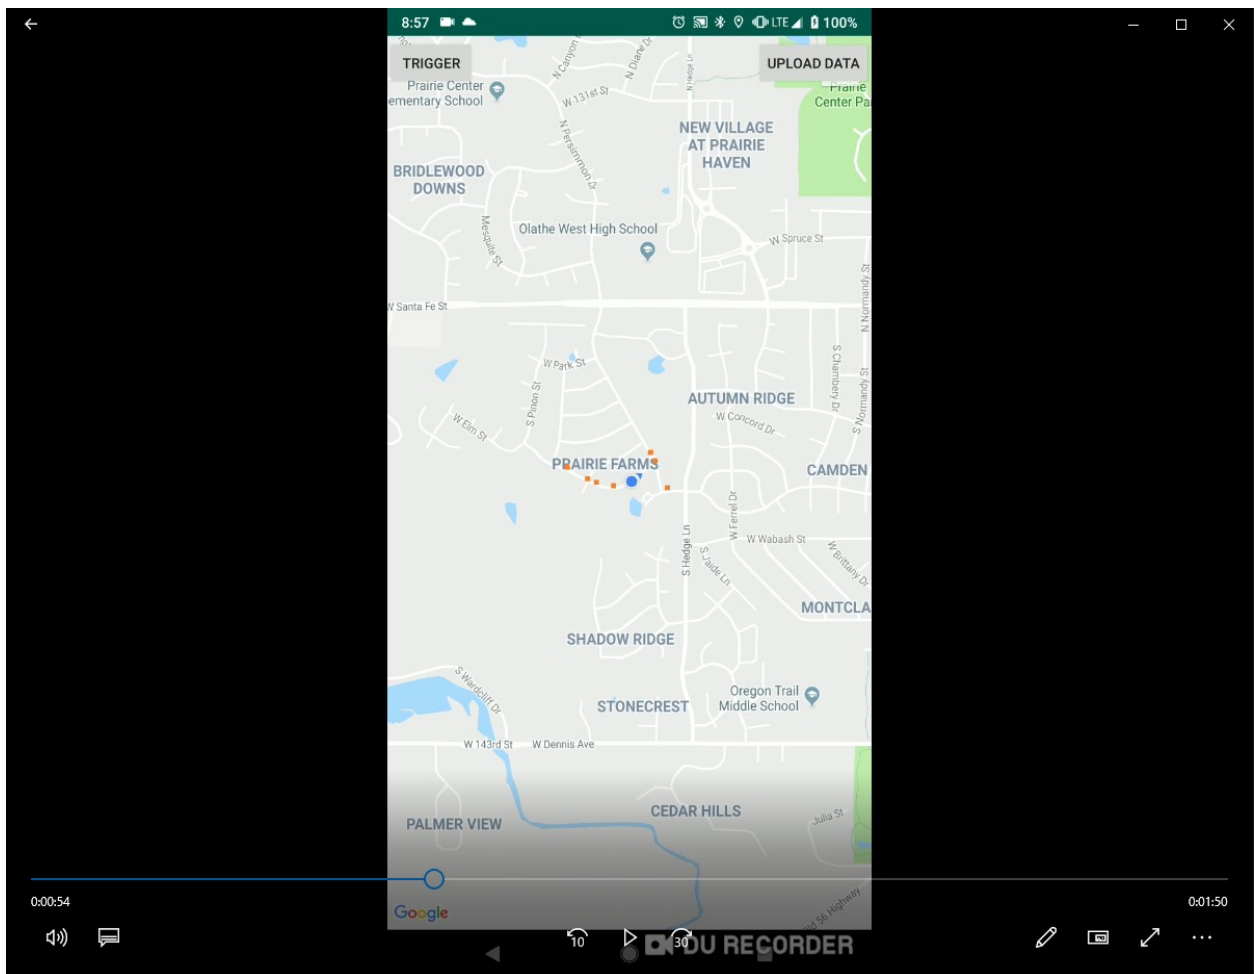 8:57
LTE
100%
TRIGGER
UPLOAD DATA
N Canyon
N Diane Dr
N Hedge Ln
Prairie Center
ementary School
Prairie
Center Pa
W 131st St
N Persimmon Dr
NEW VILLAGE
AT PRAIRIE
HAVEN
BRIDLEWOOD
DOWNS
Mesquite St
Olathe West High School
W Spruce St
N Normandy St
W Santa Fe St
W Park St
S Chambery Dr
S Pinon St
S Normandy St
AUTUMN RIDGE
W Concord Dr
W Elm St
PRAIRIE FARMS
CAMDEN
W Ferrel Dr
S Hedge Ln
W Wabash St
S Jaide Ln
W Brittany Dr
MONTCLA
SHADOW RIDGE
S Wardcliff Dr
Oregon Trail
Middle School
STONECREST
W 143rd St
W Dennis Ave
CEDAR HILLS
Julia St
PALMER VIEW
ld 56 Highway
0:00:54
0:01:50
Google
10
30
DU RECORDER